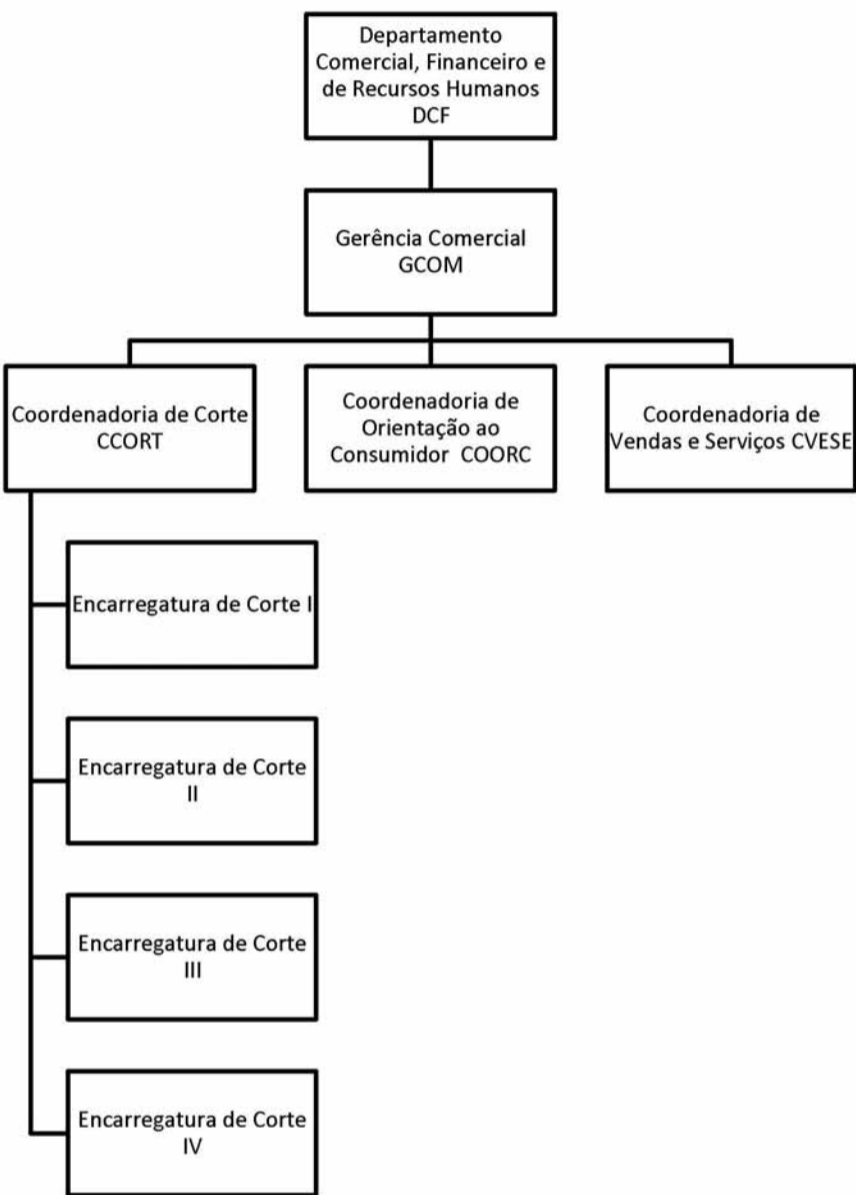 Departamento
Comercial, Financeiro e
de Recursos Humanos
DCF
Gerência Comercial
GCOM
Coordenadoria de Corte
CCORT
Coordenadoria de
Orientação ao
Consumidor COORC
Coordenadoria de
Vendas e Serviços CVESE
Encarregatura de Corte I
Encarregatura de Corte
II
Encarregatura de Corte
III
Encarregatura de Corte
IV